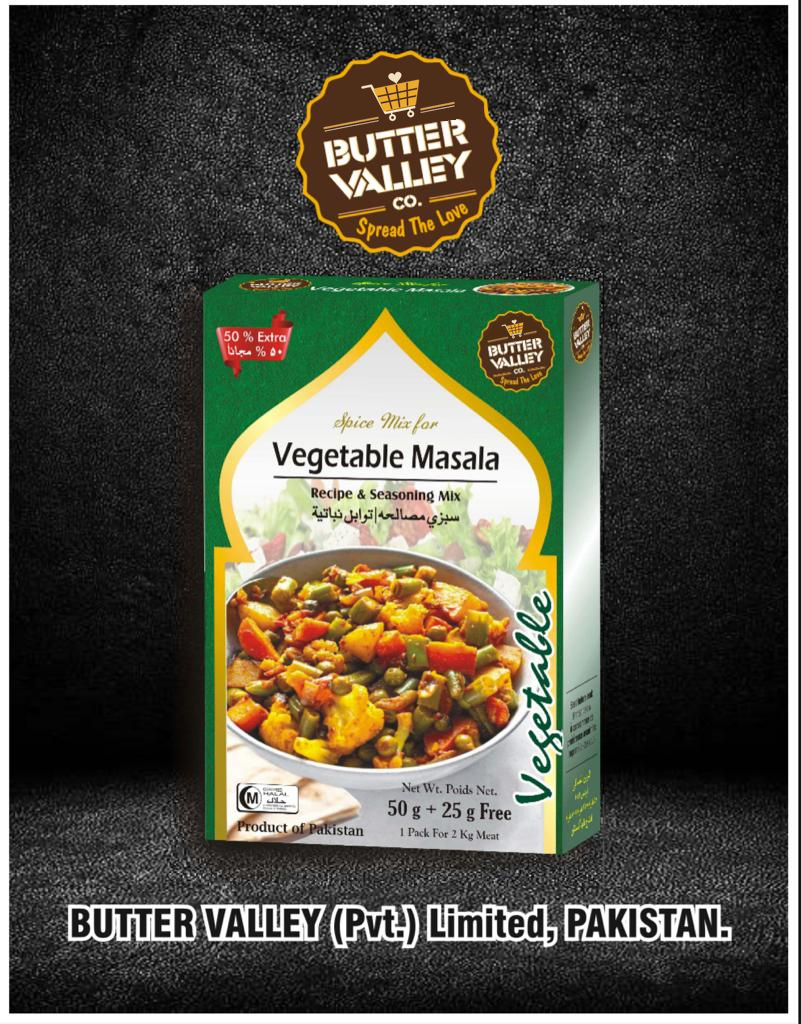 BUTTER
VALLEY
CO.
Spread The Love
Vegetable Masala
50 % Extra
۵۰ % مجانا
BUTTER
VALLEY
CO.
Spread The Love
Spice Mix for
Vegetable Masala
Recipe & Seasoning Mix
سبزي مصالحه|توابل نباتية
Vegetable
HALAL
حلال
Net Wt. Poids Net.
50 g + 25 g Free
1 Pack For 2 Kg Meat
Product of Pakistan
BUTTER VALLEY (Pvt.) Limited, PAKISTAN.